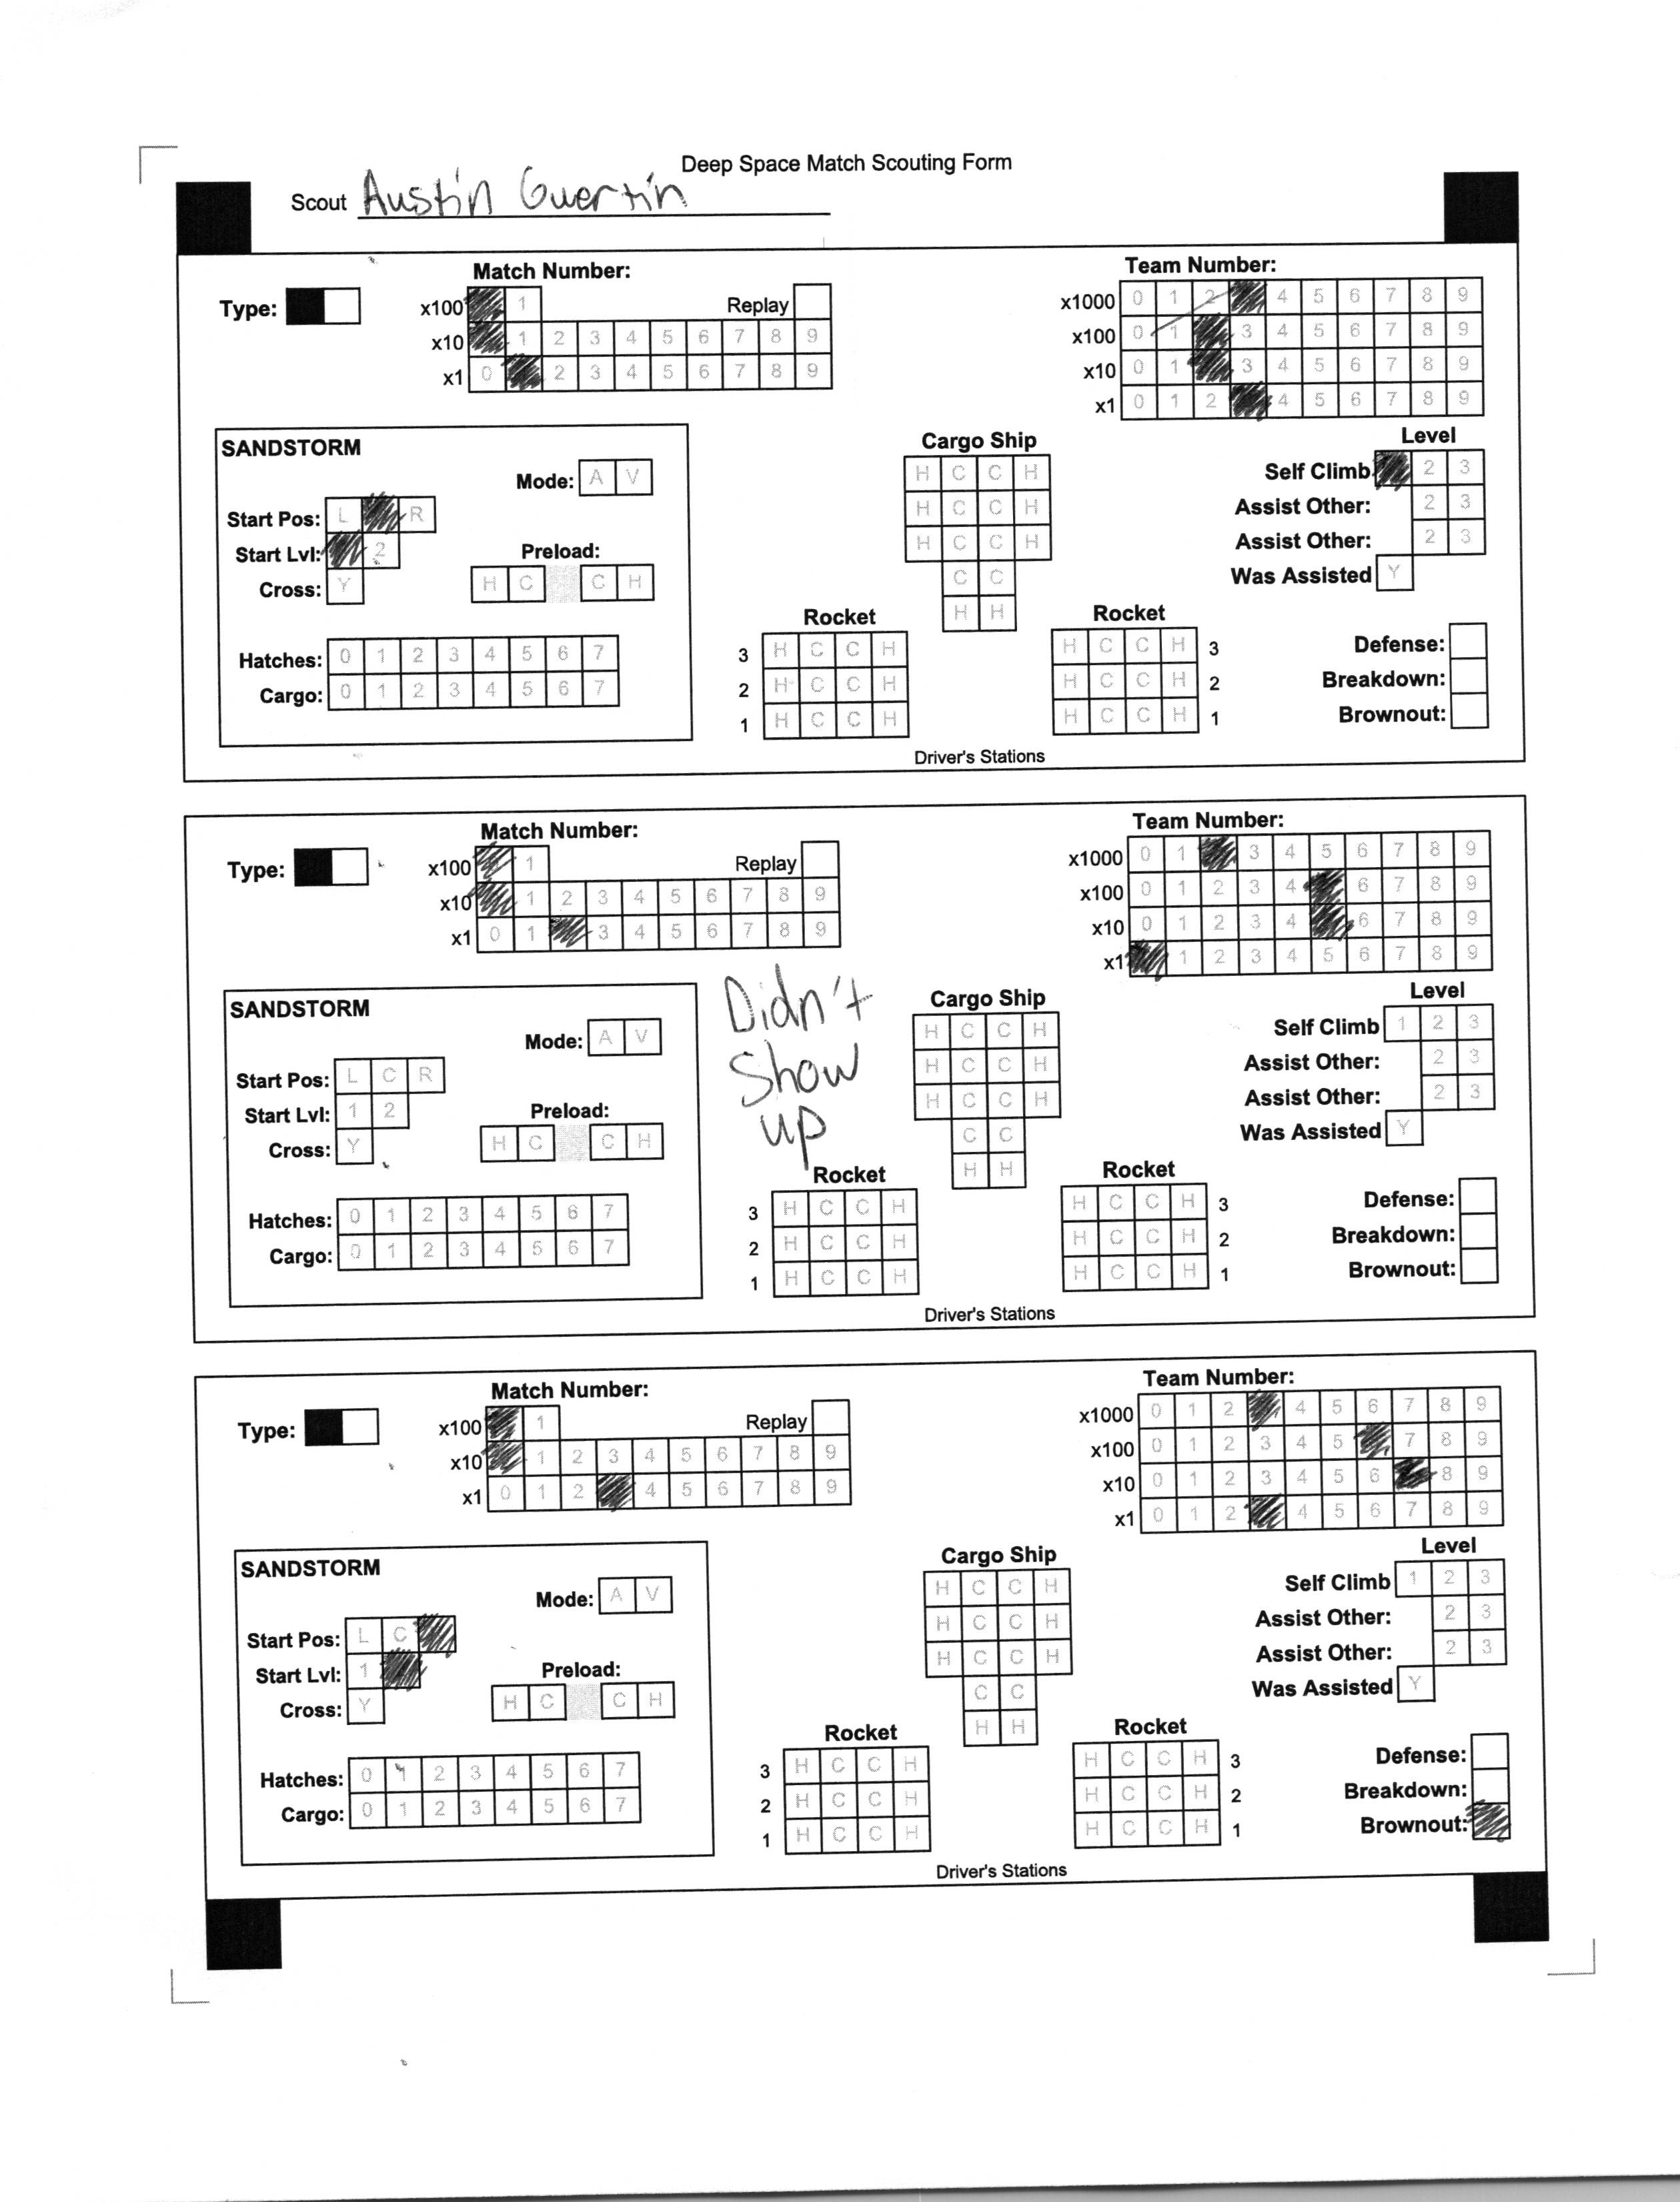 Deep Space Match Scouting Form
Scout Austin Guertin
Match Number: Team Number:
Type: x100 1 Replay x1000 0 1 2 4 5 6 7 8 9
x10 1 2 3 4 5 6 7 8 9 x100 0 1 3 4 5 6 7 8 9
x1 0 2 3 4 5 6 7 8 9 x10 0 1 3 4 5 6 7 8 9
x1 0 1 2 4 5 6 7 8 9
SANDSTORM Cargo Ship Level
Mode: A V H C C H Self Climb 2 3
Start Pos: L R H C C H Assist Other: 2 3
Start Lvl: 2 Preload: H C C H Assist Other: 2 3
Cross: Y H C C H C C Was Assisted Y
Rocket H H Rocket
Hatches: 0 1 2 3 4 5 6 7 3 H C C H H C C H 3 Defense:
Cargo: 0 1 2 3 4 5 6 7 2 H C C H H C C H 2 Breakdown:
1 H C C H H C C H 1 Brownout:
Driver's Stations
Match Number: Team Number:
Type: x100 1 Replay x1000 0 1 3 4 5 6 7 8 9
x10 1 2 3 4 5 6 7 8 9 x100 0 1 2 3 4 6 7 8 9
x1 0 1 3 4 5 6 7 8 9 x10 0 1 2 3 4 6 7 8 9
x1 1 2 3 4 5 6 7 8 9
SANDSTORM Didn't Cargo Ship Level
Mode: A V Show H C C H Self Climb 1 2 3
Start Pos: L C R up H C C H Assist Other: 2 3
Start Lvl: 1 2 Preload: H C C H Assist Other: 2 3
Cross: Y H C C H C C Was Assisted Y
Rocket H H Rocket
Hatches: 0 1 2 3 4 5 6 7 3 H C C H H C C H 3 Defense:
Cargo: 0 1 2 3 4 5 6 7 2 H C C H H C C H 2 Breakdown:
1 H C C H H C C H 1 Brownout:
Driver's Stations
Match Number: Team Number:
Type: x100 1 Replay x1000 0 1 2 4 5 6 7 8 9
x10 1 2 3 4 5 6 7 8 9 x100 0 1 2 3 4 5 7 8 9
x1 0 1 2 4 5 6 7 8 9 x10 0 1 2 3 4 5 6 8 9
x1 0 1 2 4 5 6 7 8 9
SANDSTORM Cargo Ship Level
Mode: A V H C C H Self Climb 1 2 3
Start Pos: L C H C C H Assist Other: 2 3
Start Lvl: 1 Preload: H C C H Assist Other: 2 3
Cross: Y H C C H C C Was Assisted Y
Rocket H H Rocket
Hatches: 0 1 2 3 4 5 6 7 3 H C C H H C C H 3 Defense:
Cargo: 0 1 2 3 4 5 6 7 2 H C C H H C C H 2 Breakdown:
1 H C C H H C C H 1 Brownout:
Driver's Stations